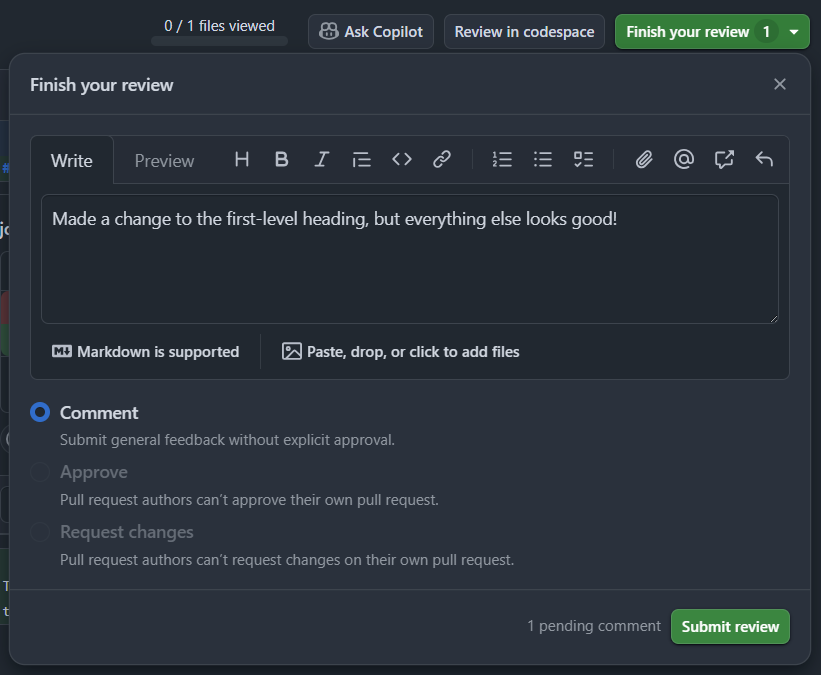 0 / 1 files viewed
Ask Copilot
Review in codespace
Finish your review 1
Finish your review
Write
Preview
H B I
Made a change to the first-level heading, but everything else looks good!
Markdown is supported
Paste, drop, or click to add files
Comment
Submit general feedback without explicit approval.
Approve
Pull request authors can't approve their own pull request.
Request changes
Pull request authors can't request changes on their own pull request.
1 pending comment
Submit review